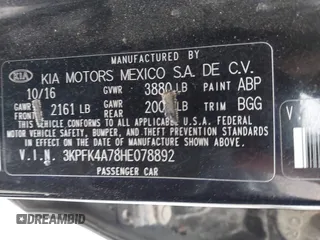 MANUFACTURED BY
KIA KIA MOTORS MEXICO S.A. DE C.V.
10/16 GVWR 3880 LB PAINT ABP
GAWR FRONT 2161 LB GAWR REAR LB TRIM BGG
THIS VEHICLE CONFORMS TO ALL APPLICABLE U.S. FEDERAL
MOTOR VEHICLE SAFETY, BUMPER, AND THEFT PREVENTION STANDARDS
IN EFFECT ON THE DATE OF MANUFACTURE SHOWN ABOVE.
V.I.N. 3KPFK4A78HE078892
PASSENGER CAR
DREAMBID